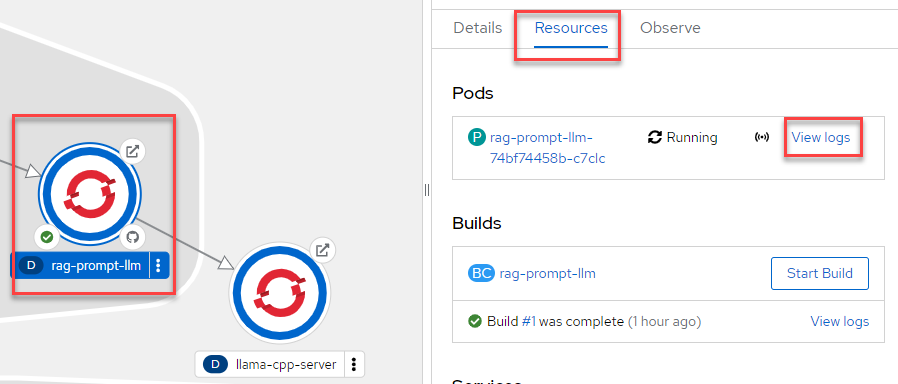 Details Resources Observe
Pods
P rag-prompt-llm-74bf74458b-c7clc Running View logs
Builds
BC rag-prompt-llm Start Build
Build #1 was complete (1 hour ago) View logs
D rag-prompt-llm
D llama-cpp-server